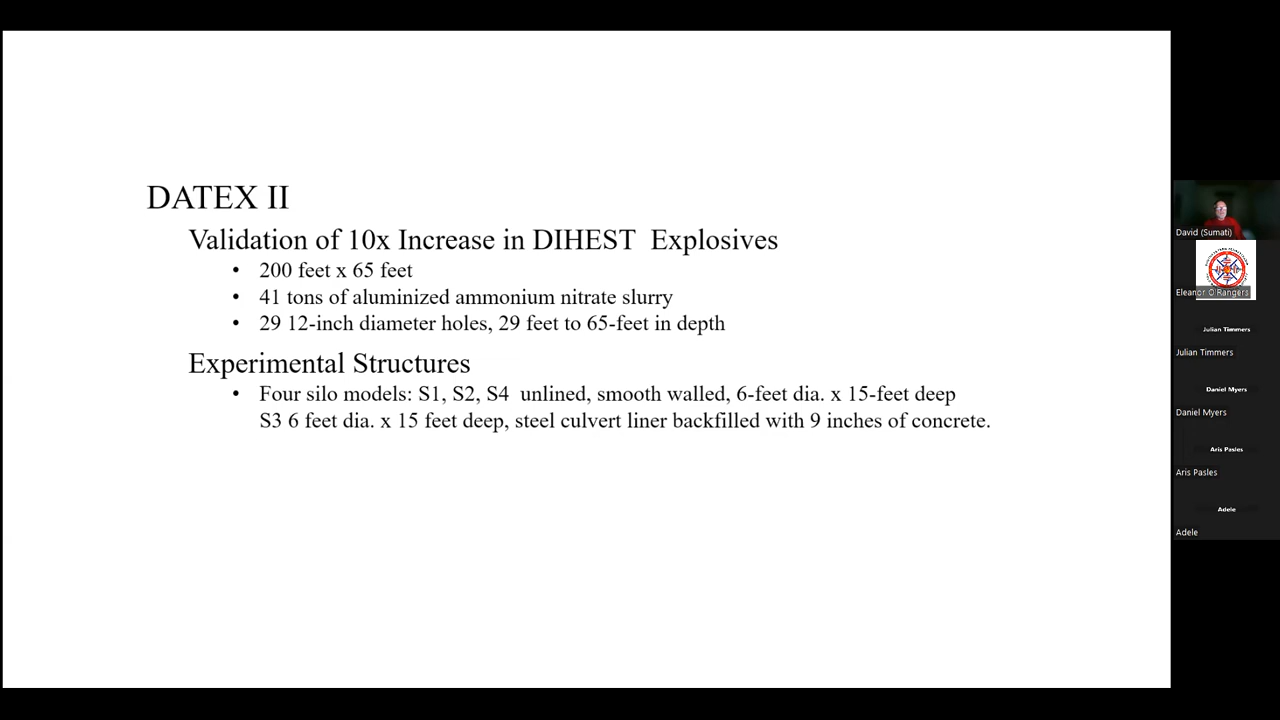 DATEX II
Validation of 10x Increase in DIHEST Explosives
• 200 feet x 65 feet
• 41 tons of aluminized ammonium nitrate slurry
• 29 12-inch diameter holes, 29 feet to 65-feet in depth
Experimental Structures
• Four silo models: S1, S2, S4 unlined, smooth walled, 6-feet dia. x 15-feet deep
S3 6 feet dia. x 15 feet deep, steel culvert liner backfilled with 9 inches of concrete.
David (Sumati)
Eleanor O'Rangers
Julian Timmers
Julian Timmers
Daniel Myers
Daniel Myers
Aris Pasles
Aris Pasles
Adele
Adele